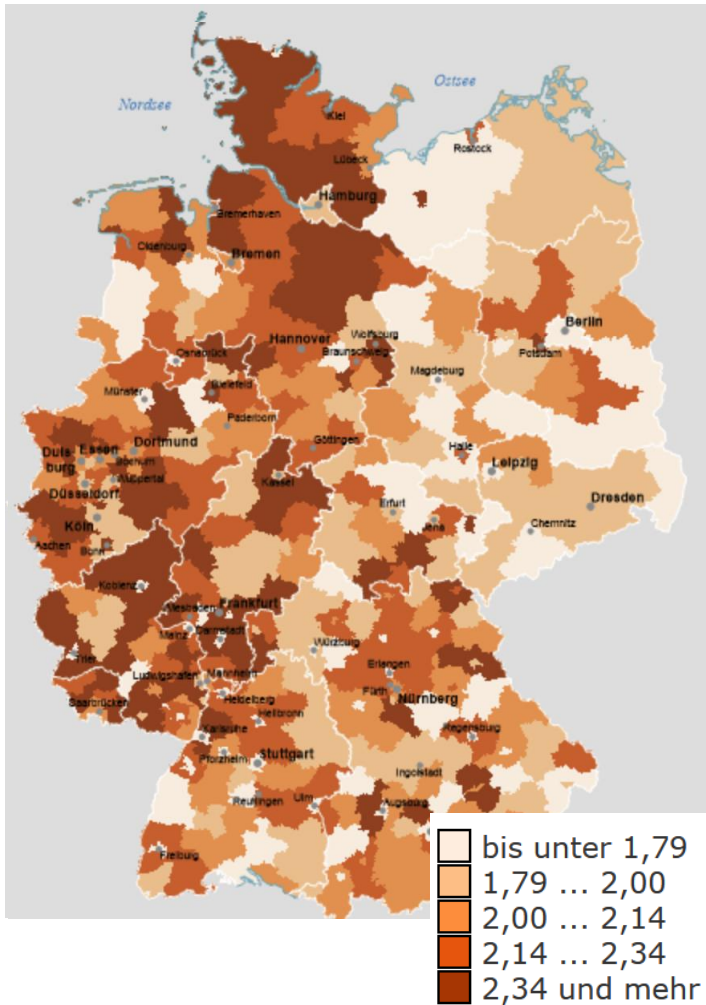 Ostsee
Nordsee
Kiel
Rostock
Lübeck
Hamburg
Bremerhaven
Oldenburg
Bremen
Berlin
Wolfsburg
Hannover
Braunschweig
Potsdam
Osnabrück
Magdeburg
Bielefeld
Münster
Paderborn
Göttingen
Halle
Dortmund
Duis-
burg
Essen
Bochum
Leipzig
Wuppertal
Kassel
Düsseldorf
Erfurt
Dresden
Köln
Jena
Chemnitz
Aachen
Bonn
Koblenz
Wiesbaden
Frankfurt
Mainz
Darmstadt
Würzburg
Trier
Erlangen
Ludwigshafen
Mannheim
Fürth
Nürnberg
Saarbrücken
Heidelberg
Heilbronn
Regensburg
Karlsruhe
Pforzheim
Stuttgart
Ingolstadt
Reutlingen
Ulm
Augsburg
Freiburg
bis unter 1,79
1,79 ... 2,00
2,00 ... 2,14
2,14 ... 2,34
2,34 und mehr